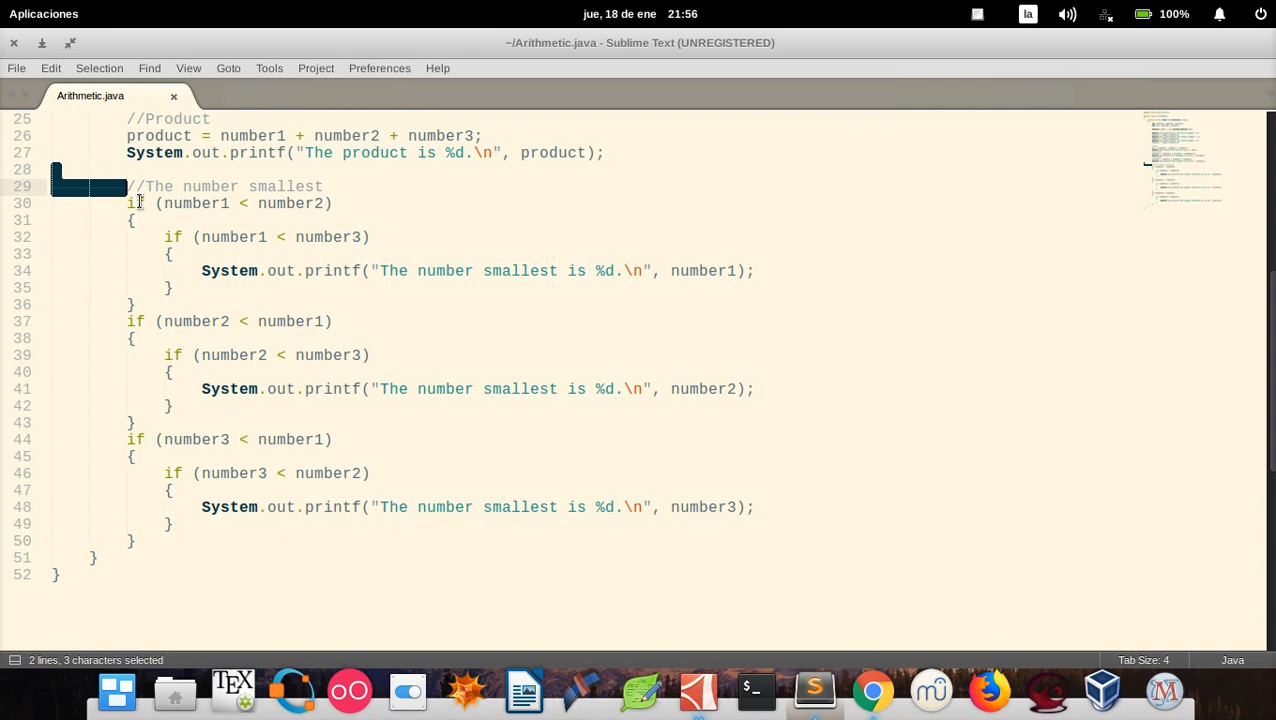 Aplicaciones
jue, 18 de ene 21:56
la
100%
~/Arithmetic.java - Sublime Text (UNREGISTERED)
File Edit Selection Find View Goto Tools Project Preferences Help
Arithmetic.java ×
25 //Product
26 product = number1 + number2 + number3;
27 System.out.printf("The product is %d.\n", product);
28
29 //The number smallest
30 if (number1 < number2)
31 {
32 if (number1 < number3)
33 {
34 System.out.printf("The number smallest is %d.\n", number1);
35 }
36 }
37 if (number2 < number1)
38 {
39 if (number2 < number3)
40 {
41 System.out.printf("The number smallest is %d.\n", number2);
42 }
43 }
44 if (number3 < number1)
45 {
46 if (number3 < number2)
47 {
48 System.out.printf("The number smallest is %d.\n", number3);
49 }
50 }
51 }
52 }
2 lines, 3 characters selected
Tab Size: 4
Java
TEX